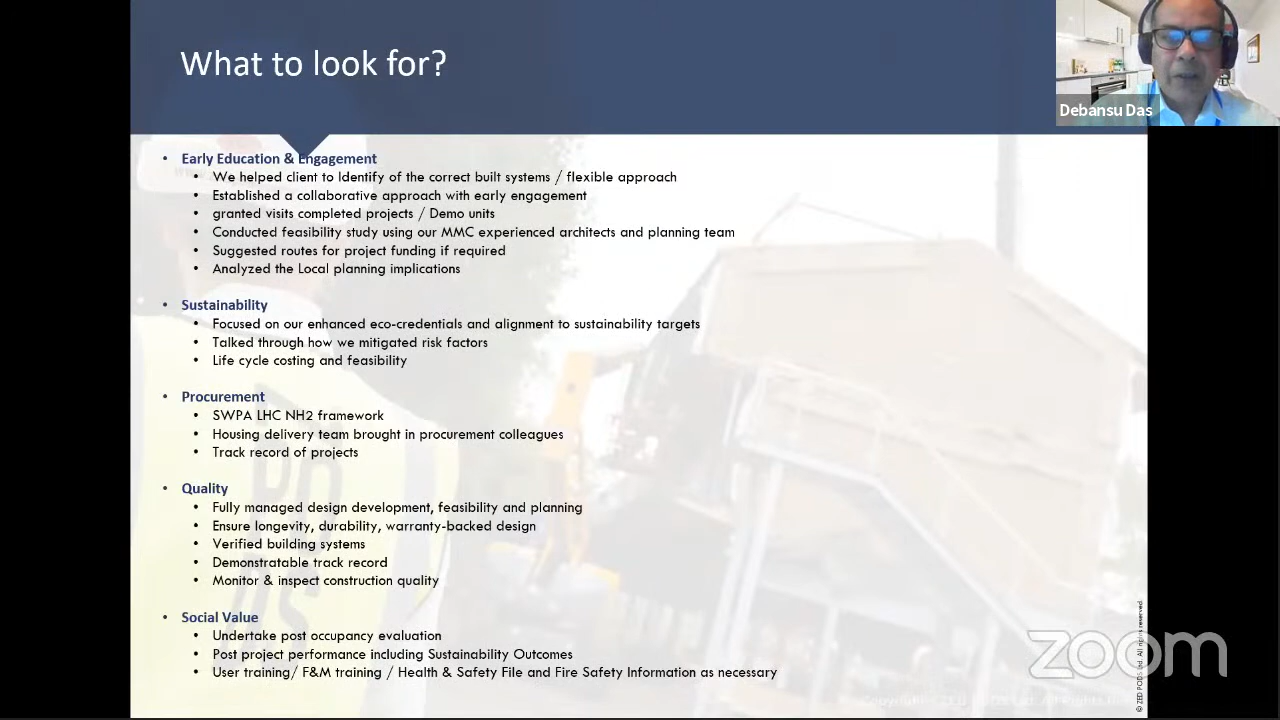 What to look for?
Debansu Das
• Early Education & Engagement
• We helped client to Identify of the correct built systems / flexible approach
• Established a collaborative approach with early engagement
• granted visits completed projects / Demo units
• Conducted feasibility study using our MMC experienced architects and planning team
• Suggested routes for project funding if required
• Analyzed the Local planning implications
• Sustainability
• Focused on our enhanced eco-credentials and alignment to sustainability targets
• Talked through how we mitigated risk factors
• Life cycle costing and feasibility
• Procurement
• SWPA LHC NH2 framework
• Housing delivery team brought in procurement colleagues
• Track record of projects
• Quality
• Fully managed design development, feasibility and planning
• Ensure longevity, durability, warranty-backed design
• Verified building systems
• Demonstratable track record
• Monitor & inspect construction quality
• Social Value
• Undertake post occupancy evaluation
• Post project performance including Sustainability Outcomes
• User training/ F&M training / Health & Safety File and Fire Safety Information as necessary
© ZED PODS Ltd. All rights reserved.
zoom